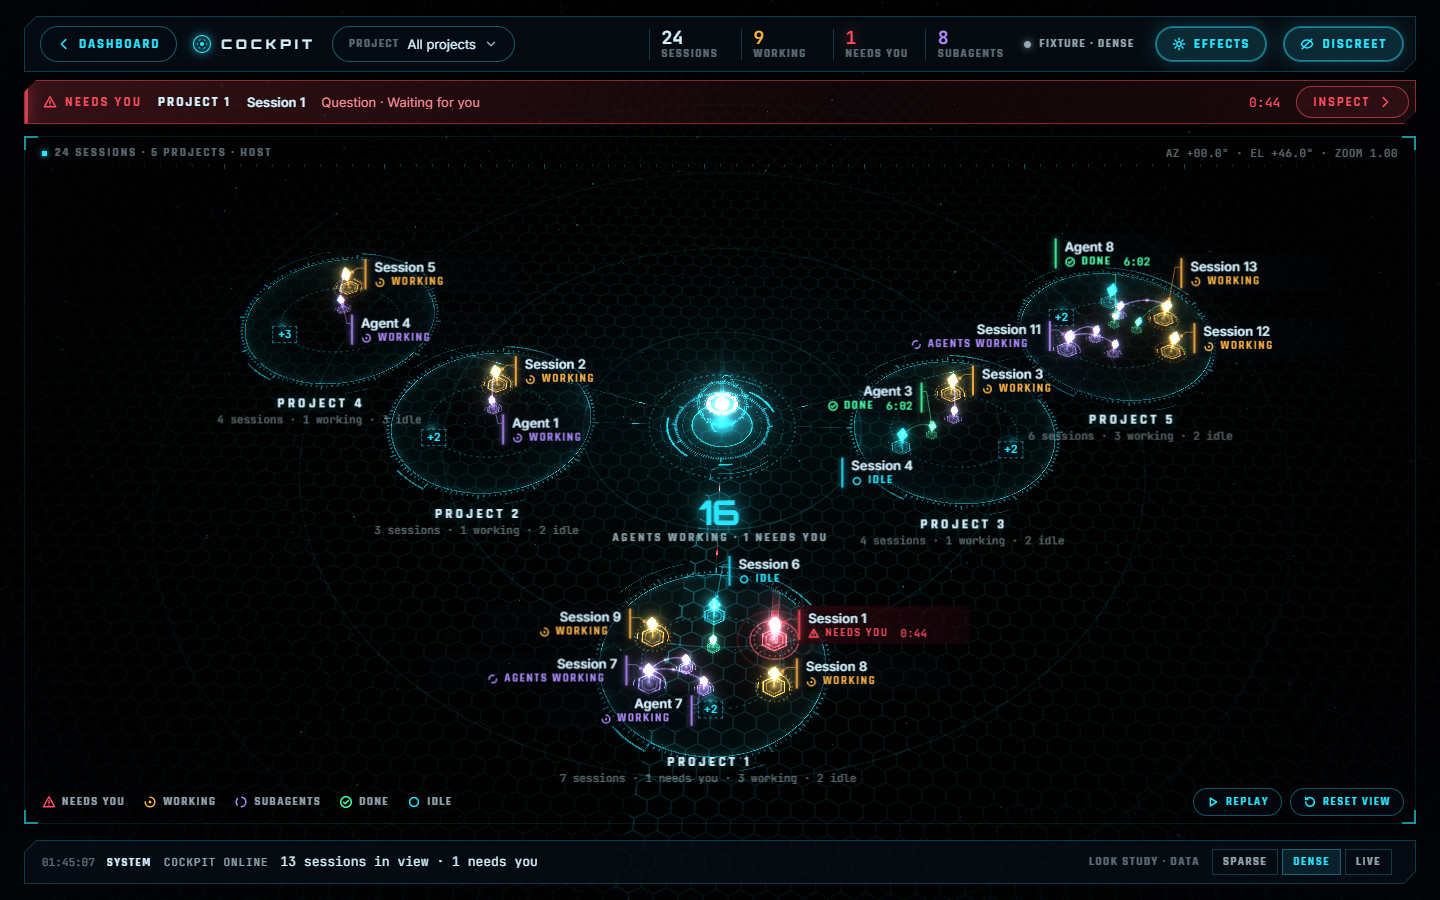 DASHBOARD
COCKPIT
PROJECT All projects
24 SESSIONS
9 WORKING
1 NEEDS YOU
8 SUBAGENTS
FIXTURE · DENSE
EFFECTS
DISCREET
NEEDS YOU PROJECT 1 Session 1 Question · Waiting for you
0:44
INSPECT
24 SESSIONS · 5 PROJECTS · HOST
AZ +00.0° · EL +46.0° · ZOOM 1.00
Session 5
WORKING
+3
Agent 4
WORKING
PROJECT 4
4 sessions · 1 working · 3 idle
Session 2
WORKING
+2
Agent 1
WORKING
PROJECT 2
3 sessions · 1 working · 2 idle
16
AGENTS WORKING · 1 NEEDS YOU
Agent 8
DONE 6:02
Session 13
WORKING
+2
Session 11
AGENTS WORKING
Session 12
WORKING
PROJECT 5
6 sessions · 3 working · 2 idle
Session 3
WORKING
Agent 3
DONE 6:02
+2
Session 4
IDLE
PROJECT 3
4 sessions · 1 working · 2 idle
Session 6
IDLE
Session 9
WORKING
Session 1
NEEDS YOU 0:44
Session 7
AGENTS WORKING
Session 8
WORKING
Agent 7
WORKING
+2
PROJECT 1
7 sessions · 1 needs you · 3 working · 2 idle
NEEDS YOU
WORKING
SUBAGENTS
DONE
IDLE
REPLAY
RESET VIEW
01:45:07 SYSTEM COCKPIT ONLINE 13 sessions in view · 1 needs you
LOOK STUDY · DATA
SPARSE
DENSE
LIVE